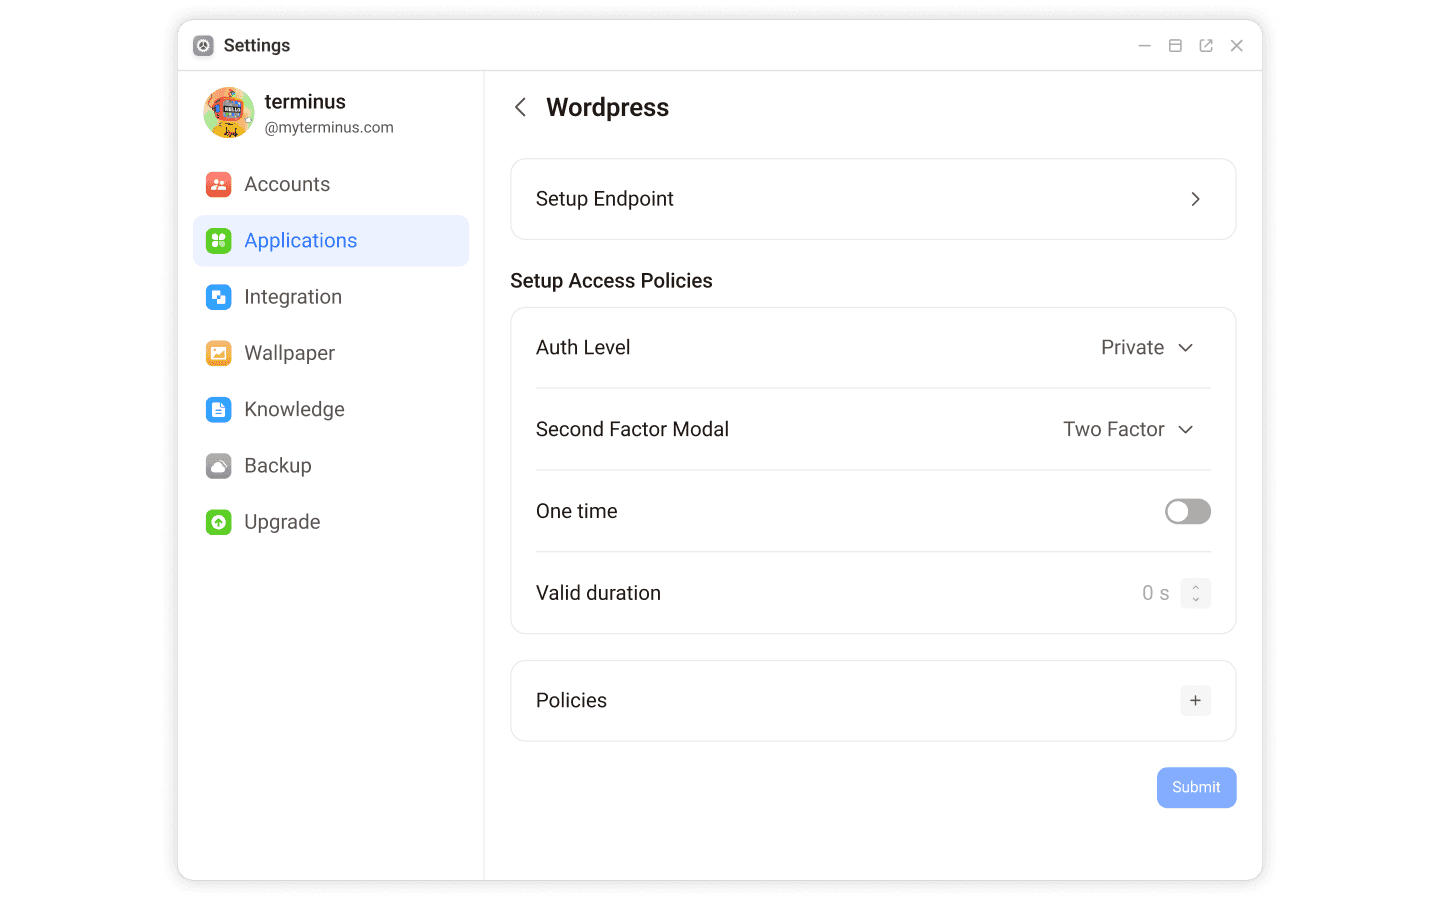 Settings
terminus
@myterminus.com
Accounts
Applications
Integration
Wallpaper
Knowledge
Backup
Upgrade
Wordpress
Setup Endpoint
Setup Access Policies
Auth Level
Private
Second Factor Modal
Two Factor
One time
Valid duration
0 s
Policies
Submit